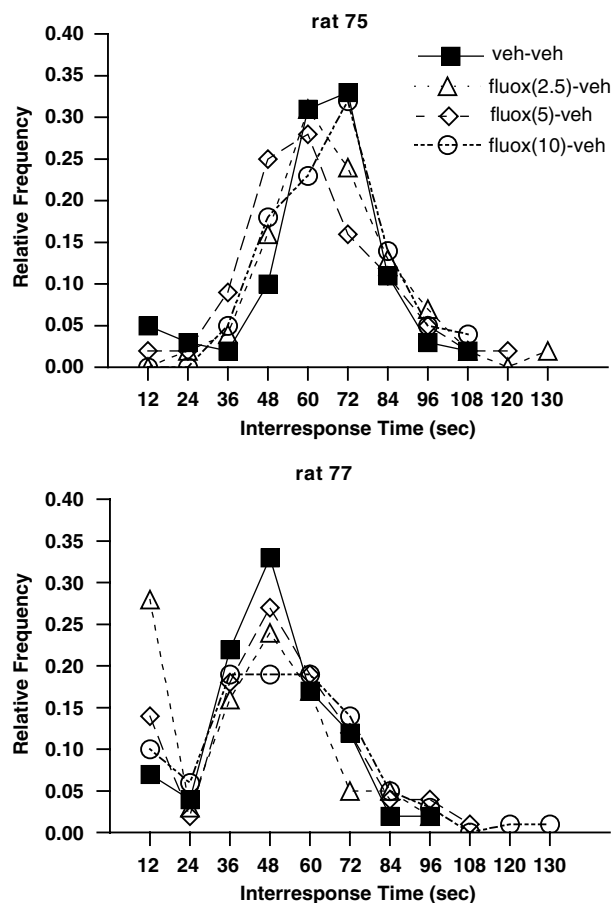 rat 75
veh-veh
fluox(2.5)-veh
fluox(5)-veh
fluox(10)-veh
Relative Frequency
0.40
0.35
0.30
0.25
0.20
0.15
0.10
0.05
0.00
12 24 36 48 60 72 84 96 108 120 130
Interresponse Time (sec)
rat 77
Relative Frequency
0.40
0.35
0.30
0.25
0.20
0.15
0.10
0.05
0.00
12 24 36 48 60 72 84 96 108 120 130
Interresponse Time (sec)